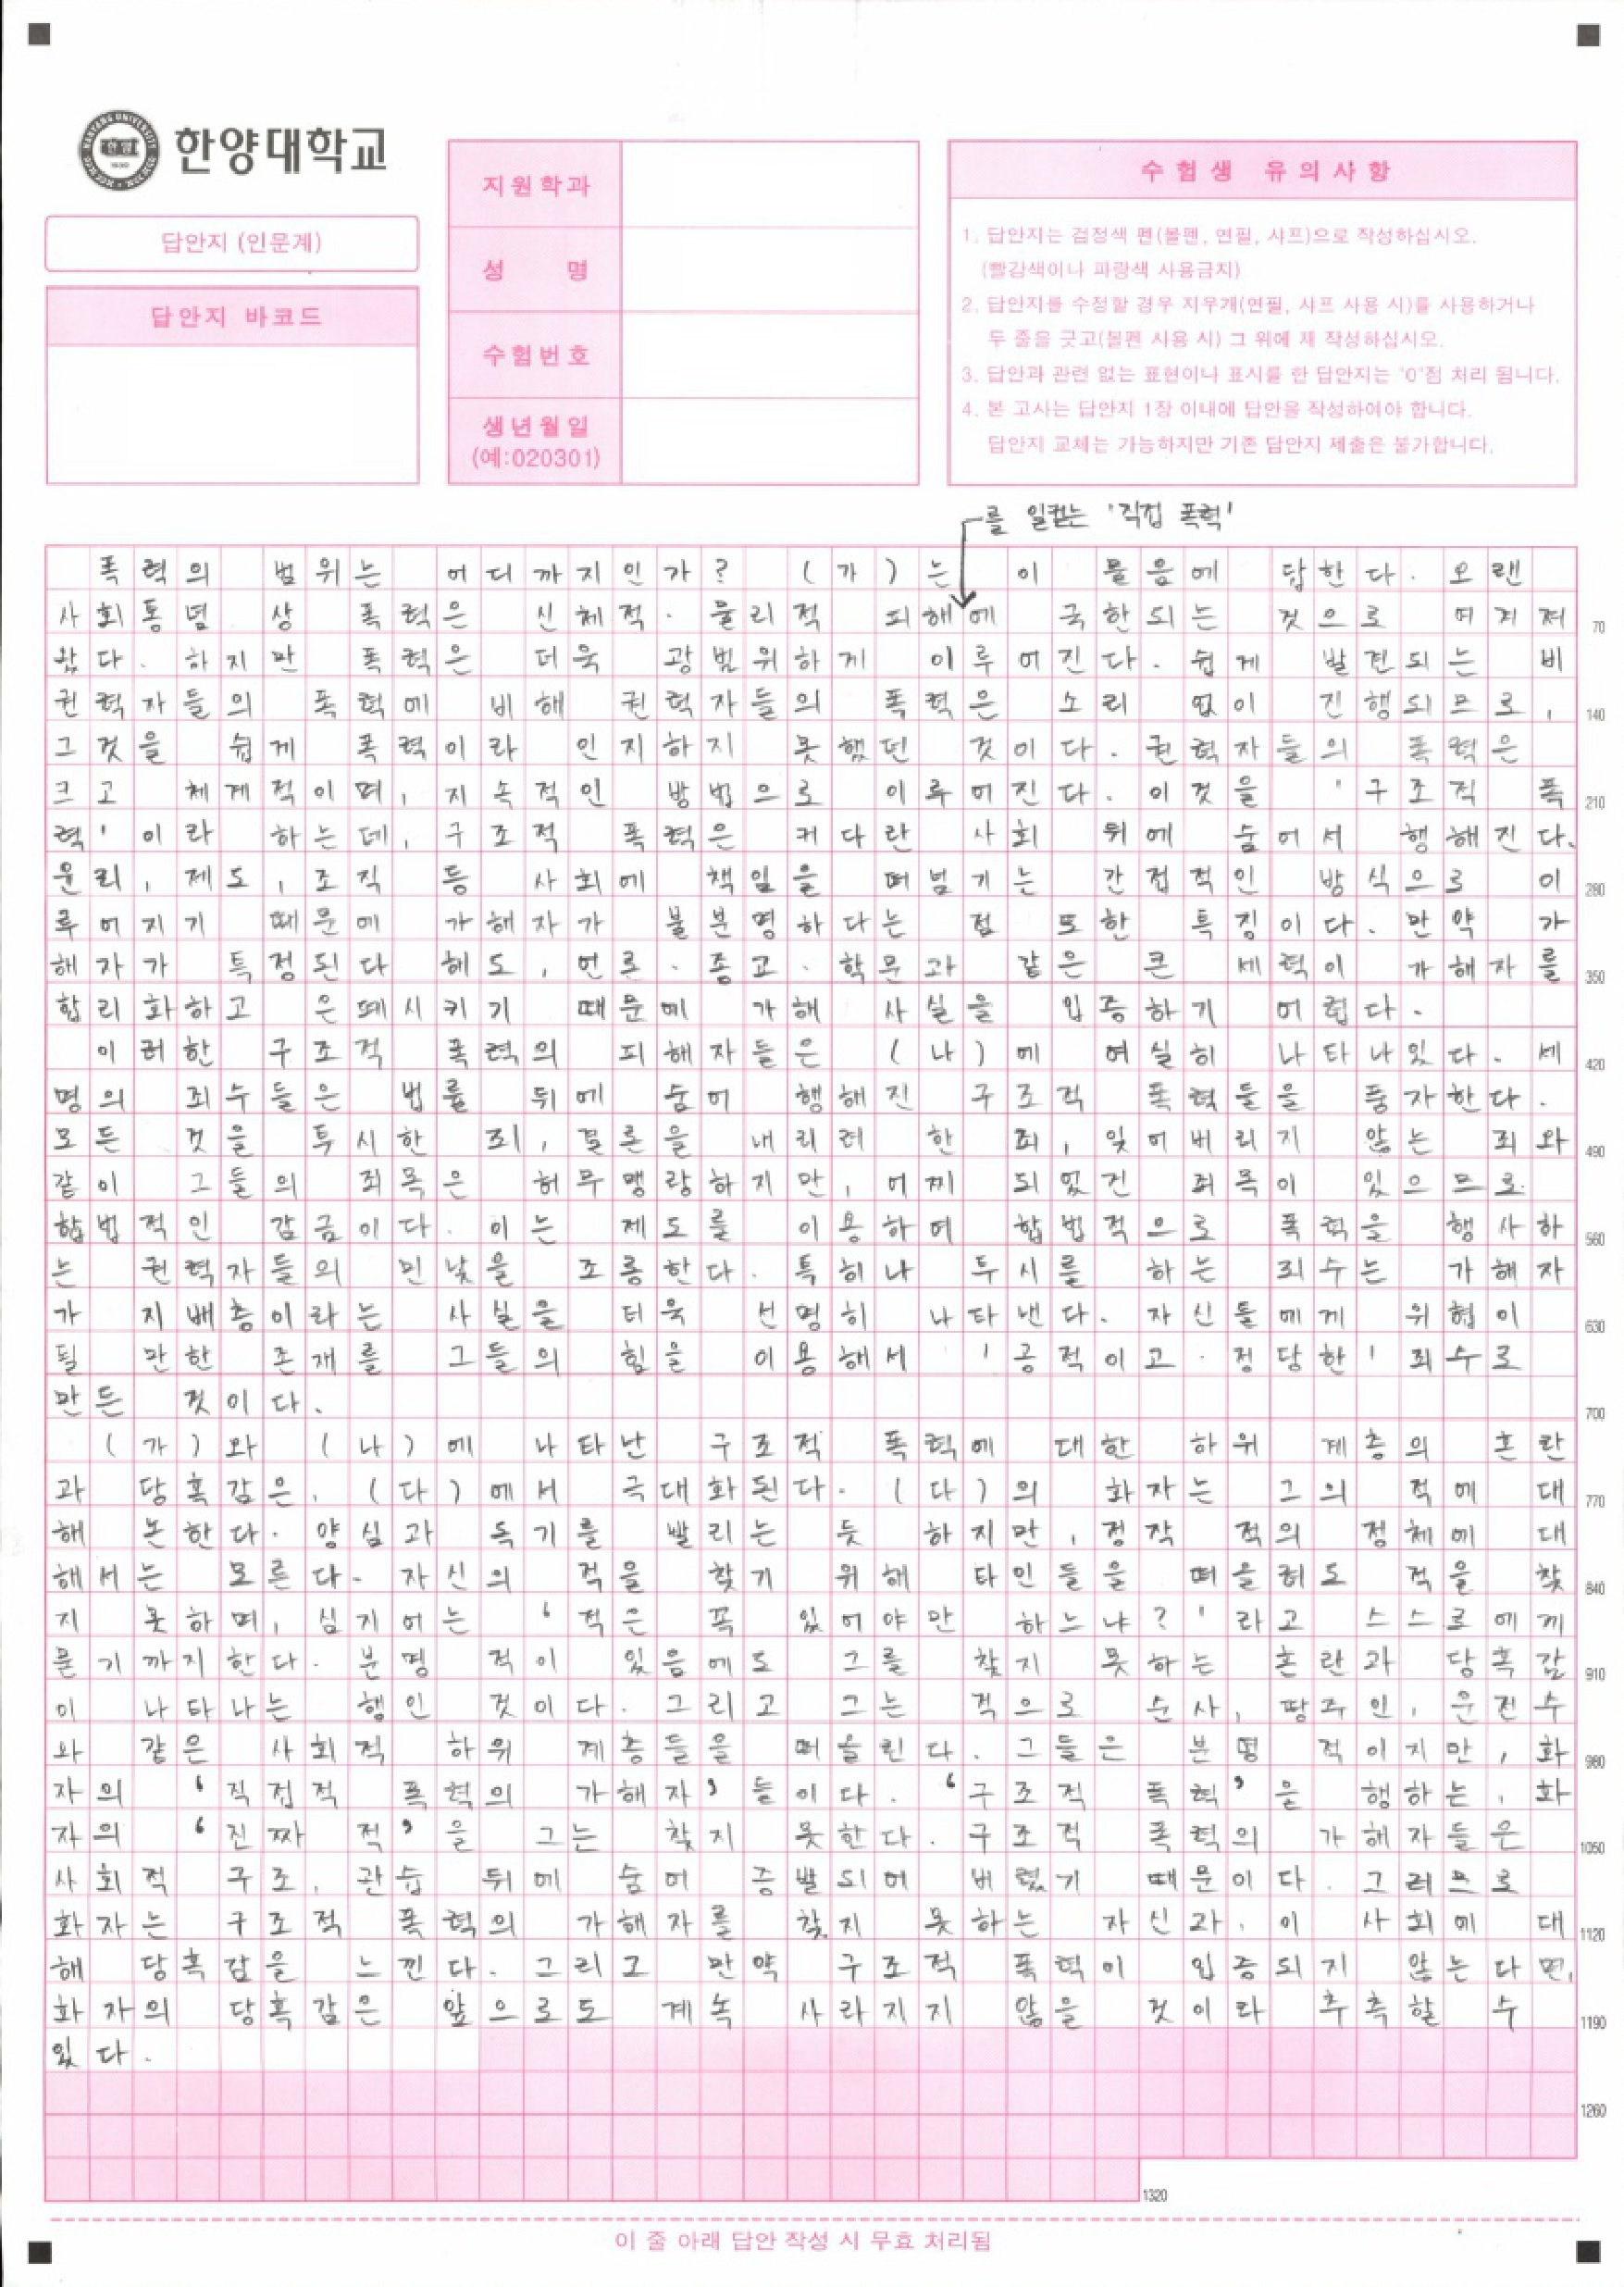 한양대학교
답안지 (인문계)
답안지 바코드
지원학과
성 명
수험번호
생년월일
(예:020301)
수험생 유의사항
1. 답안지는 검정색 펜(볼펜, 연필, 샤프)으로 작성하십시오.
(빨강색이나 파랑색 사용금지)
2. 답안지를 수정할 경우 지우개(연필, 샤프 사용 시)를 사용하거나
두 줄을 긋고(볼펜 사용 시) 그 위에 재 작성하십시오.
3. 답안과 관련 없는 표현이나 표시를 한 답안지는 "0"점 처리 됩니다.
4. 본 고사는 답안지 1장 이내에 답안을 작성하여야 합니다.
답안지 교체는 가능하지만 기존 답안지 제출은 불가합니다.
를 일컫는 '직접 폭력'
폭력의 범위는 어디까지인가? (가)는 이 물음에 답한다. 오랜
사회통념 상 폭력은 신체적·물리적 피해에 국한되는 것으로 여겨져 70
왔다. 하지만 폭력은 더욱 광범위하게 이루어진다. 쉽게 발견되는 비
권력자들의 폭력에 비해 권력자들의 폭력은 소리 없이 진행되므로, 140
그것을 쉽게 폭력이라 인지하지 못했던 것이다. 권력자들의 폭력은
크고 체계적이며, 지속적인 방법으로 이루어진다. 이것을 '구조적 폭 210
력'이라 하는데, 구조적 폭력은 커다란 사회 뒤에 숨어서 행해진다.
윤리, 제도, 조직 등 사회에 책임을 떠넘기는 간접적인 방식으로 이 280
루어지기 때문에 가해자가 불분명하다는 점 또한 특징이다. 만약 가
해자가 특정된다 해도, 언론·종교·학문과 같은 큰 세력이 가해자를 350
합리화하고 은폐시키기 때문에 가해 사실을 입증하기 어렵다.
이러한 구조적 폭력의 피해자들은 (나)에 여실히 나타나있다. 세 420
명의 죄수들은 법률 뒤에 숨어 행해진 구조적 폭력들을 풍자한다.
모든 것을 투시한 죄, 결론을 내리려 한 죄, 잊어버리지 않는 죄와 490
같이 그들의 죄목은 허무맹랑하지만, 어찌 되었건 죄목이 있으므로
합법적인 감금이다. 이는 제도를 이용하여 합법적으로 폭력을 행사하 560
는 권력자들의 민낯을 조롱한다. 특히나 투시를 하는 죄수는 가해자
가 지배층이라는 사실을 더욱 선명히 나타낸다. 자신들에게 위협이 630
될 만한 존재를 그들의 힘을 이용해서 '공적이고·정당한' 죄수로
만든 것이다. 700
(가)와 (나)에 나타난 구조적 폭력에 대한 하위 계층의 혼란
과 당혹감은, (다)에서 극대화된다. (다)의 화자는 그의 적에 대 770
해 논한다. 양심과 독기를 발리는 듯 하지만, 정작 적의 정체에 대
해서는 모른다. 자신의 적을 찾기 위해 타인들을 떠올려도 적을 찾 840
지 못하며, 심지어는 '적은 꼭 있어야만 하느냐?'라고 스스로에게
묻기까지한다. 분명 적이 있음에도 그를 찾지 못하는 혼란과 당혹감 910
이 나타나는 행인 것이다. 그리고 그는 적으로 순사, 땅주인, 운전수
와 같은 사회적 하위 계층들을 떠올린다. 그들은 분명 적이지만, 화 980
자의 '직접적 폭력의 가해자'들이다. '구조적 폭력'을 행하는, 화
자의 '진짜 적'을 그는 찾지 못한다. 구조적 폭력의 가해자들은 1050
사회적 구조, 관습 뒤에 숨어 증발되어 버렸기 때문이다. 그러므로
화자는 구조적 폭력의 가해자를 찾지 못하는 자신과, 이 사회에 대 1120
해 당혹감을 느낀다. 그리고 만약 구조적 폭력이 입증되지 않는다면,
화자의 당혹감은 앞으로도 계속 사라지지 않을 것이라 추측할 수 1190
있다.
1260
1320
이 줄 아래 답안 작성 시 무효 처리됨